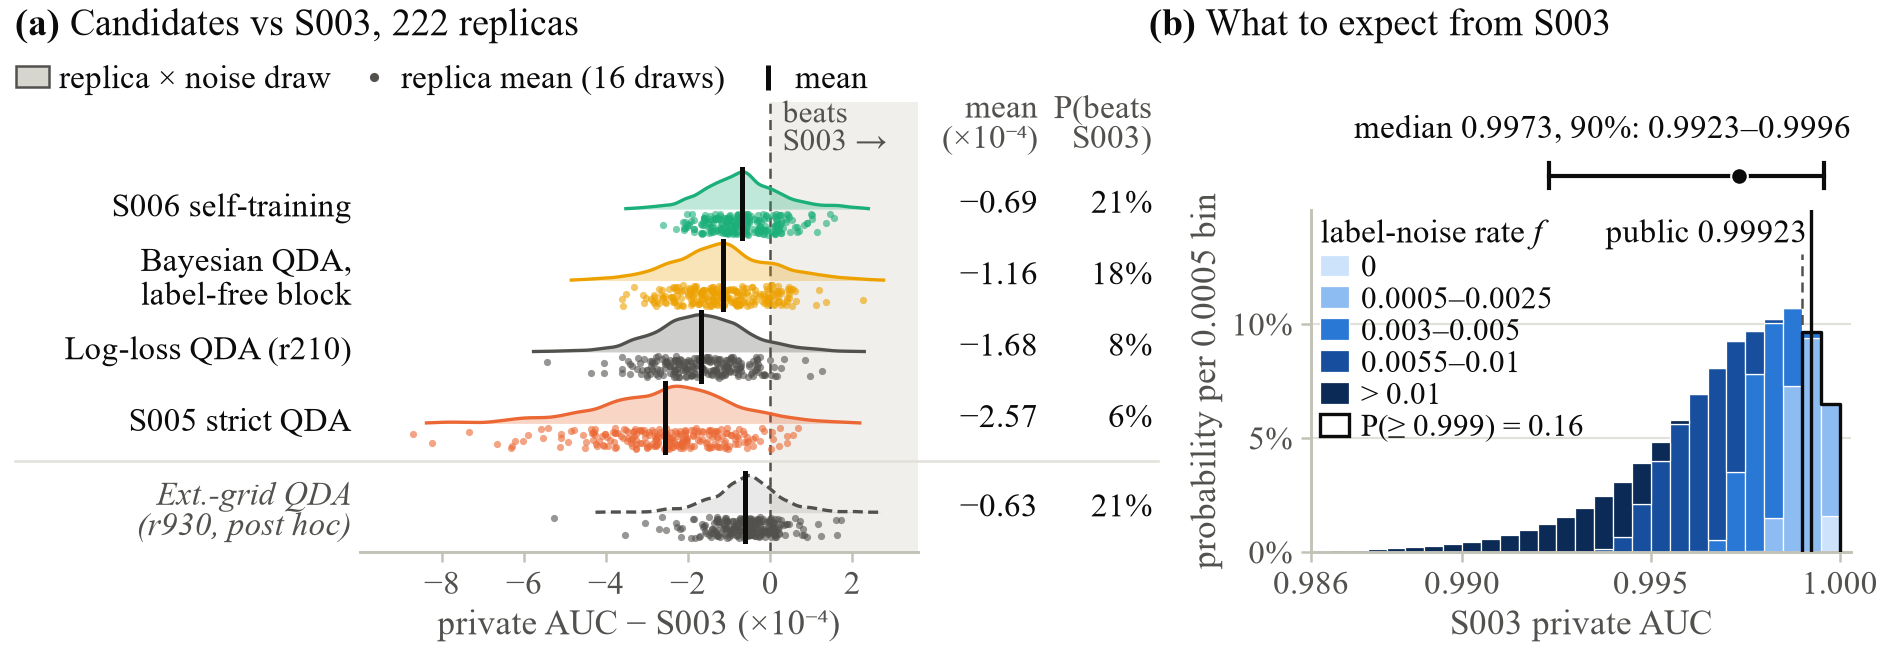 (a) Candidates vs S003, 222 replicas
replica × noise draw
replica mean (16 draws)
mean
beats
S003 →
mean
(×10⁻⁴)
P(beats
S003)
S006 self-training
−0.69
21%
Bayesian QDA,
label-free block
−1.16
18%
Log-loss QDA (r210)
−1.68
8%
S005 strict QDA
−2.57
6%
Ext.-grid QDA
(r930, post hoc)
−0.63
21%
−8
−6
−4
−2
0
2
private AUC − S003 (×10⁻⁴)
(b) What to expect from S003
median 0.9973, 90%: 0.9923–0.9996
label-noise rate f
public 0.99923
0
0.0005–0.0025
0.003–0.005
0.0055–0.01
> 0.01
P(≥ 0.999) = 0.16
probability per 0.0005 bin
10%
5%
0%
0.986
0.990
0.995
1.000
S003 private AUC